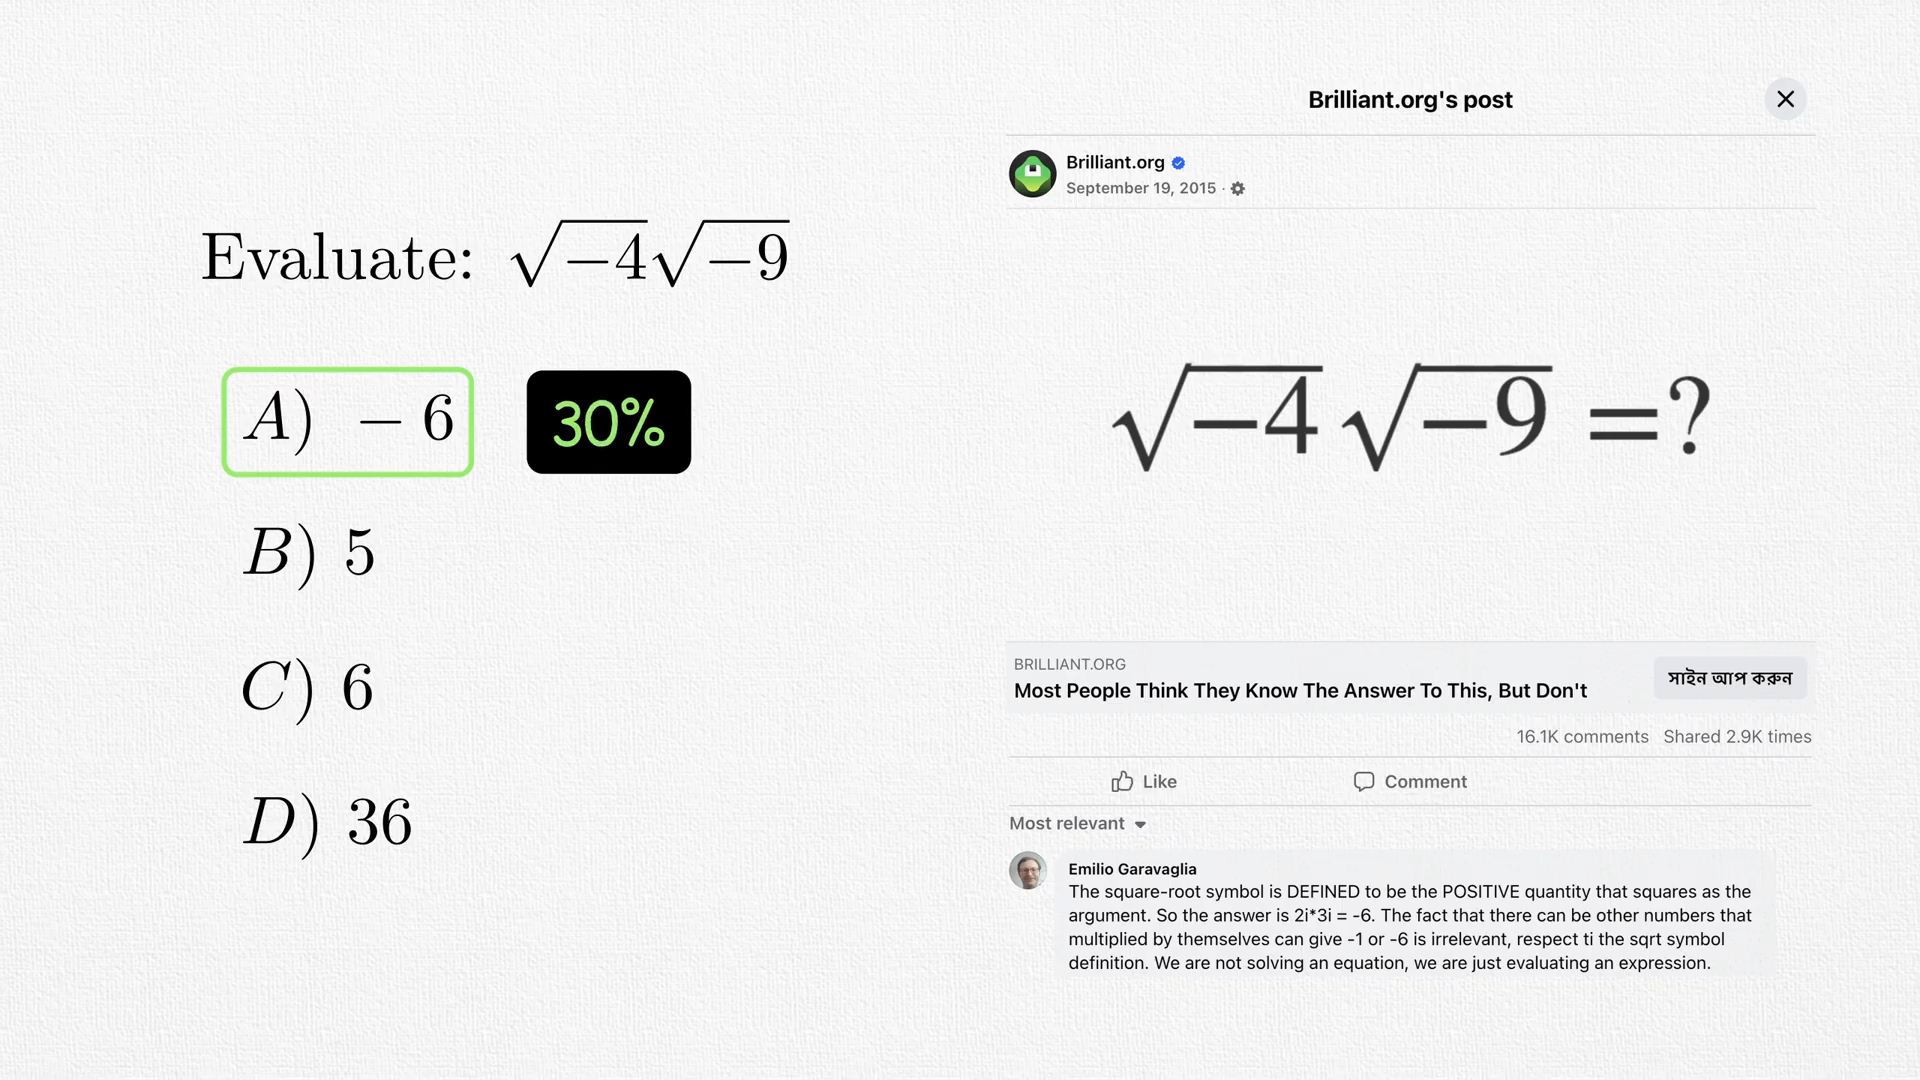 Evaluate: √−4√−9
A) − 6
30%
B) 5
C) 6
D) 36
Brilliant.org's post
Brilliant.org
September 19, 2015 ·
√−4 √−9 =?
BRILLIANT.ORG
Most People Think They Know The Answer To This, But Don't
সাইন আপ করুন
16.1K comments Shared 2.9K times
Like Comment
Most relevant
Emilio Garavaglia
The square-root symbol is DEFINED to be the POSITIVE quantity that squares as the
argument. So the answer is 2i*3i = -6. The fact that there can be other numbers that
multiplied by themselves can give -1 or -6 is irrelevant, respect ti the sqrt symbol
definition. We are not solving an equation, we are just evaluating an expression.